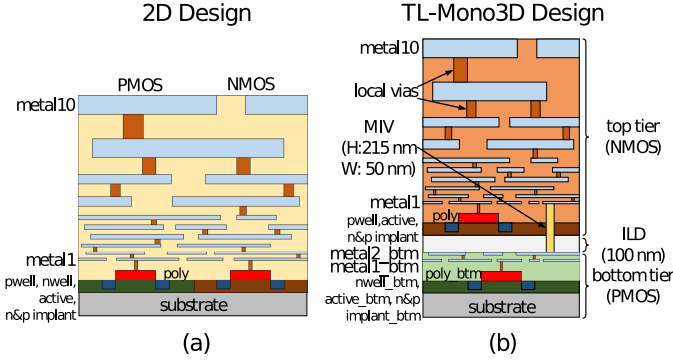 2D Design
PMOS
NMOS
metal10
metal1
poly
pwell, nwell,
active,
n&p implant
substrate
(a)
TL-Mono3D Design
metal10
local vias
MIV
(H:215 nm
W: 50 nm)
metal1
poly
pwell,active,
n&p implant
metal2_btm
metal1_btm
poly_btm
nwell_btm,
active_btm, n&p
implant_btm
substrate
top tier
(NMOS)
ILD
(100 nm)
bottom tier
(PMOS)
(b)